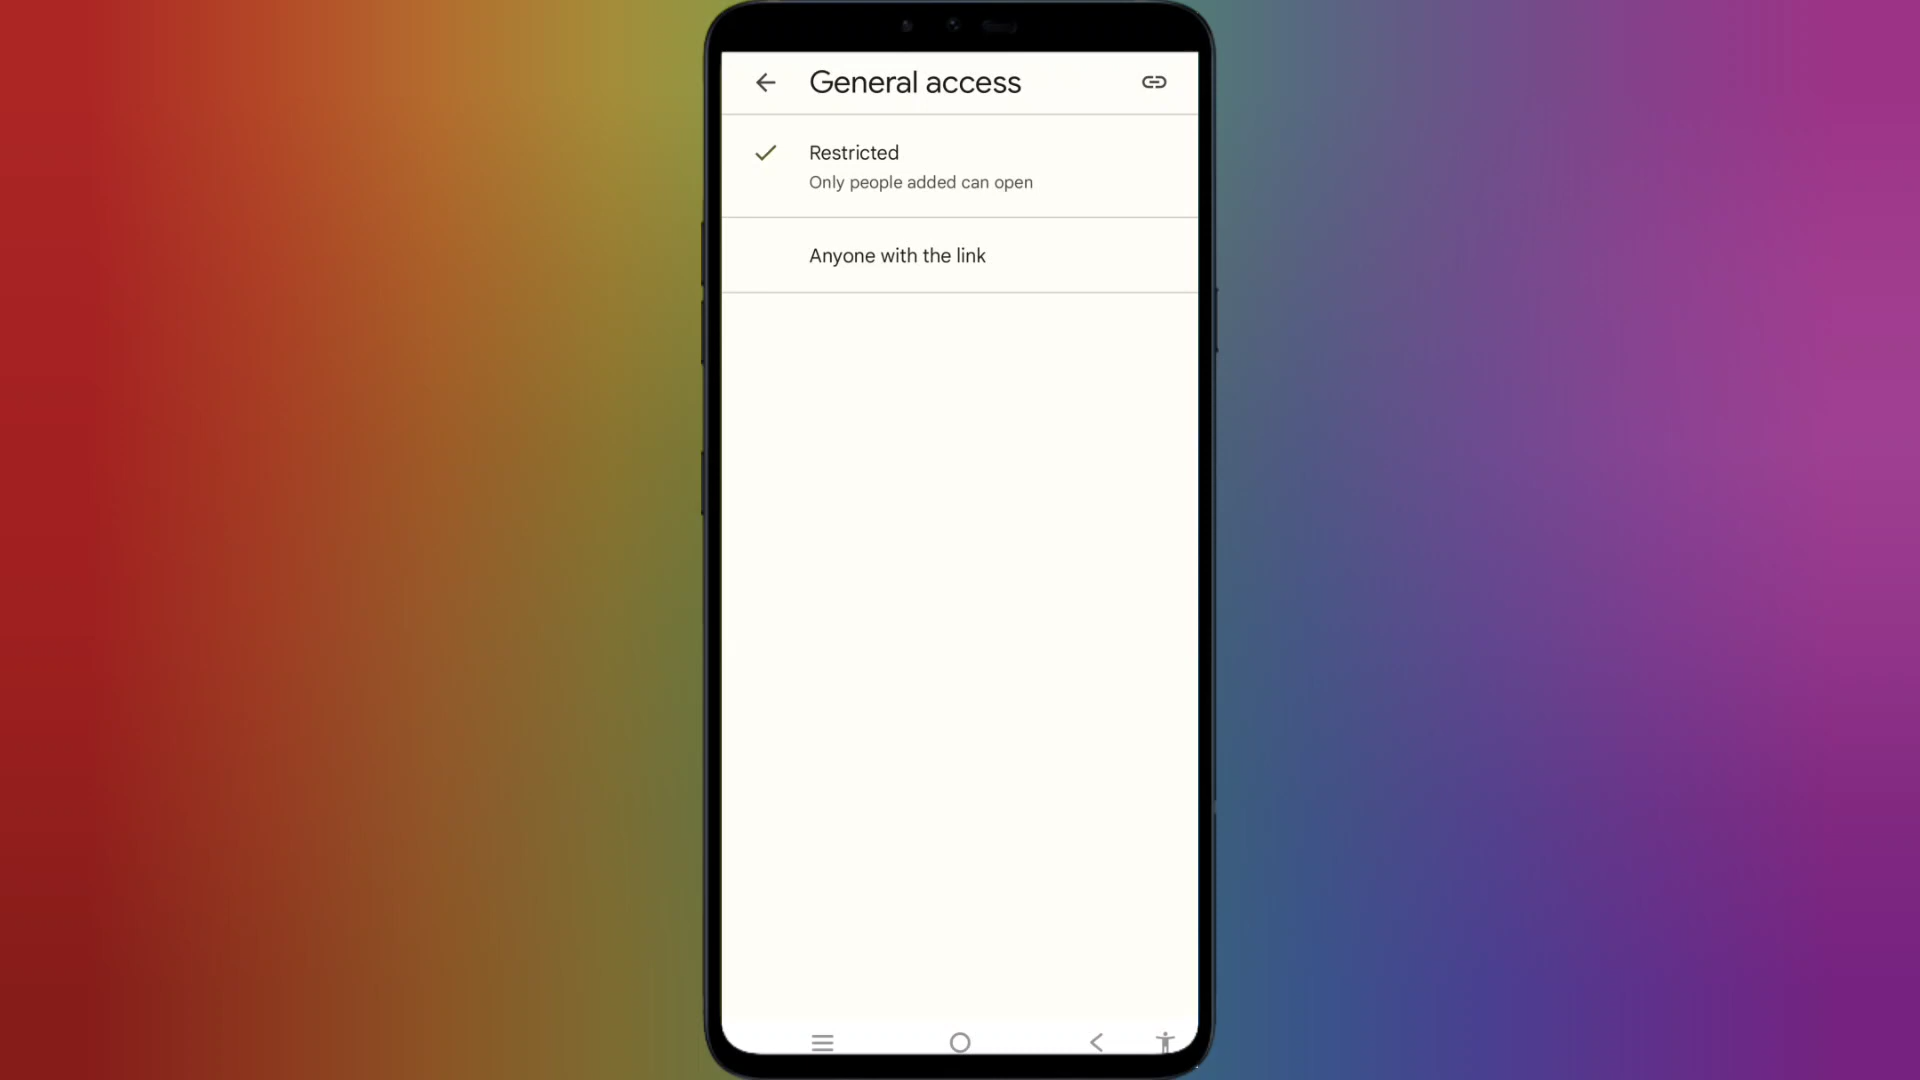 General access
Restricted
Only people added can open
Anyone with the link